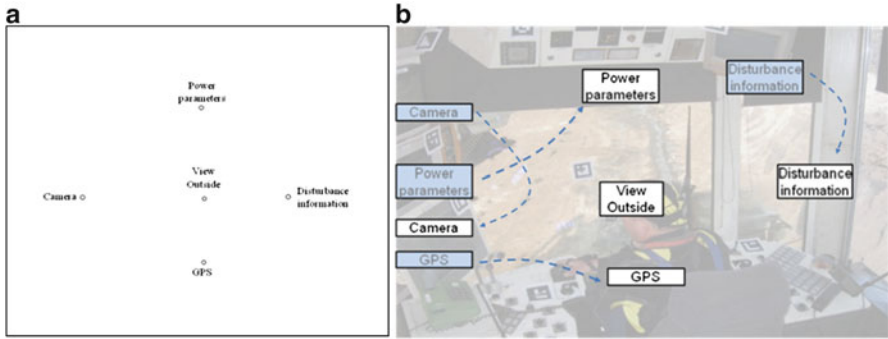 a
Power
parameters
View
Outside
Camera
Disturbance
information
GPS
b
Power
parameters
Disturbance
information
Camera
Power
parameters
Disturbance
information
View
Outside
Camera
GPS
GPS